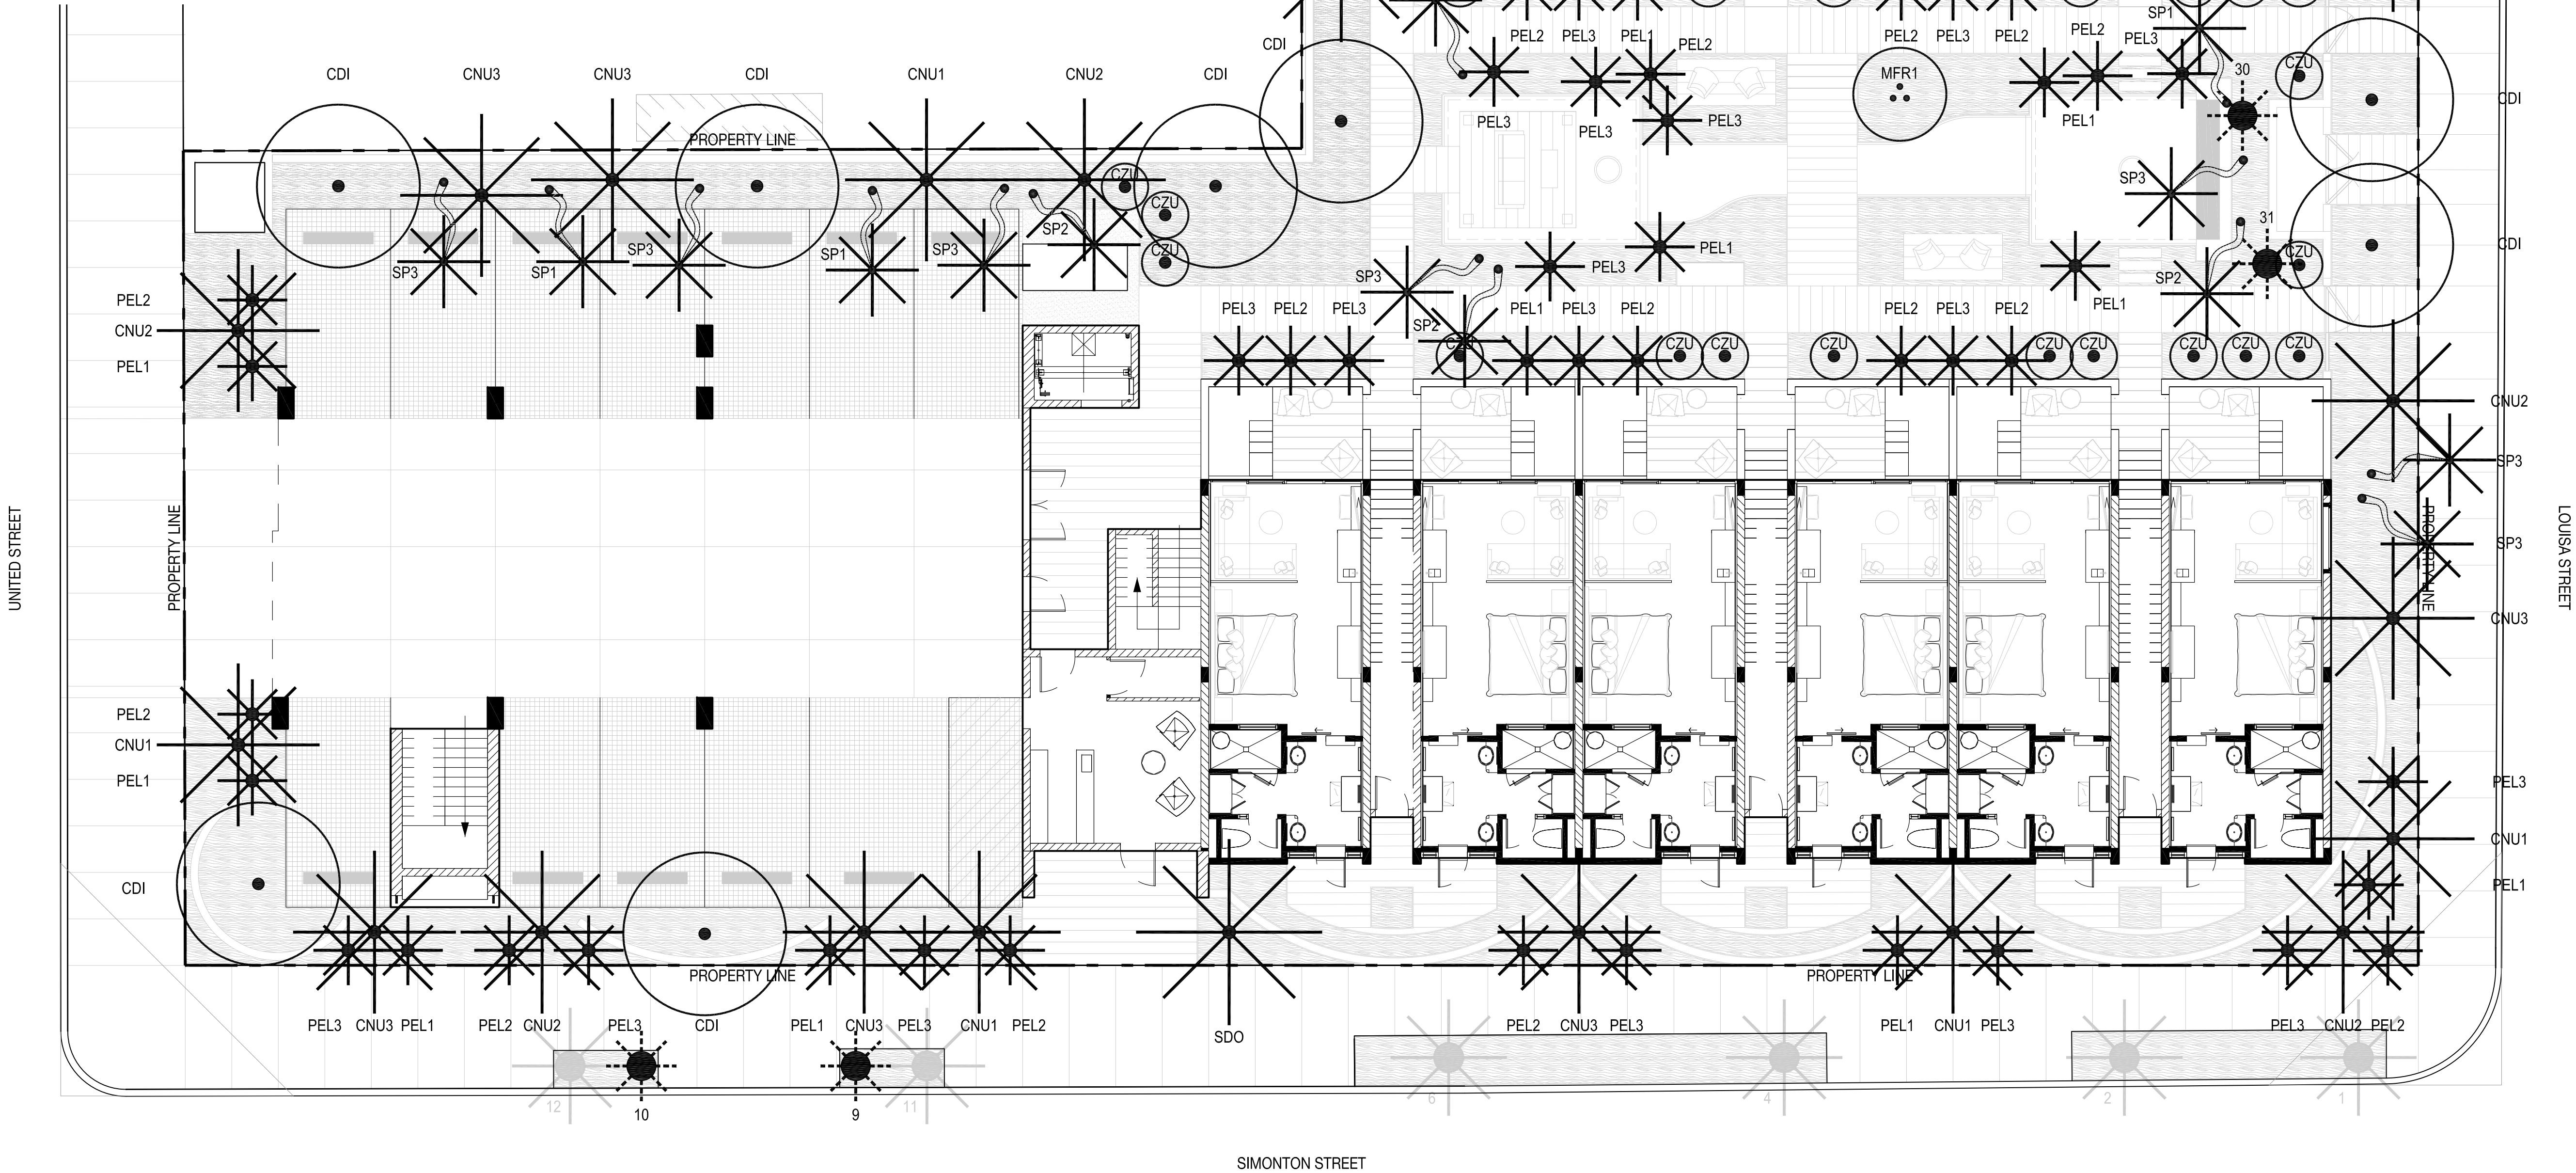 SP1
PEL2 PEL3 PEL1 PEL2 PEL2 PEL3 PEL2 PEL2 PEL3
CDI
CDI CNU3 CNU3 CDI CNU1 CNU2 CDI MFR1 30 CZU
CDI
PROPERTY LINE
PEL3 PEL3 PEL3 PEL1
CZU SP3
CZU
SP2
31
SP3 SP1 SP3 SP1 SP3 CZU PEL3 PEL1 CZU CDI
SP3 SP2
PEL2 PEL1
PEL3 PEL2 PEL3 PEL1 PEL3 PEL2 PEL2 PEL3 PEL2
CNU2 SP2
CZU CZU CZU CZU CZU CZU CZU CZU CZU
PEL1
CNU2
SP3
SP3
UNITED STREET
PROPERTY LINE
PROPERTY LINE
LOUISA STREET
CNU3
PEL2
CNU1
PEL1 PEL3
CNU1
CDI PEL1
PROPERTY LINE PROPERTY LINE
PEL3 CNU3 PEL1 PEL2 CNU2 PEL3 CDI PEL1 CNU3 PEL3 CNU1 PEL2 PEL2 CNU3 PEL3 PEL1 CNU1 PEL3 PEL3 CNU2 PEL2
SDO
12 10 9 11 6 4 2 1
SIMONTON STREET